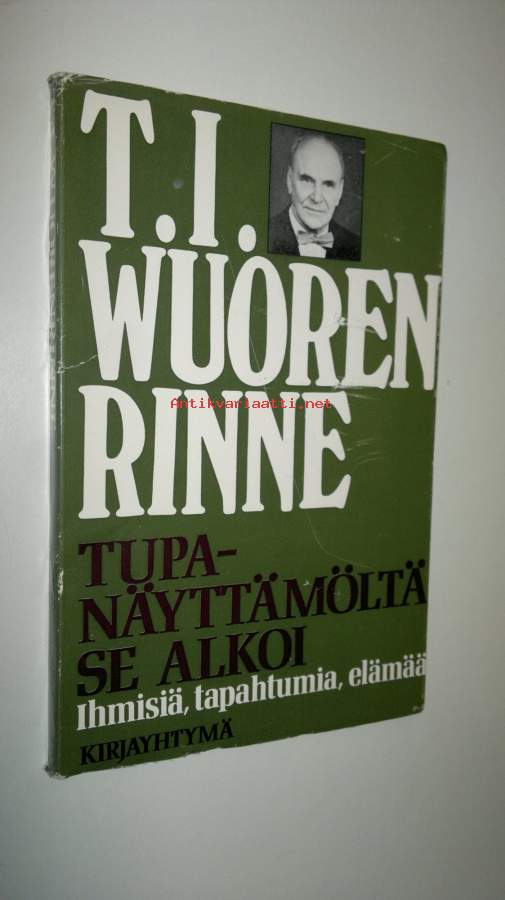 T.I.
WUOREN
RINNE
Antikvariaatti.net
TUPA-
NÄYTTÄMÖLTÄ
SE ALKOI
Ihmisiä, tapahtumia, elämää
KIRJAYHTYMÄ